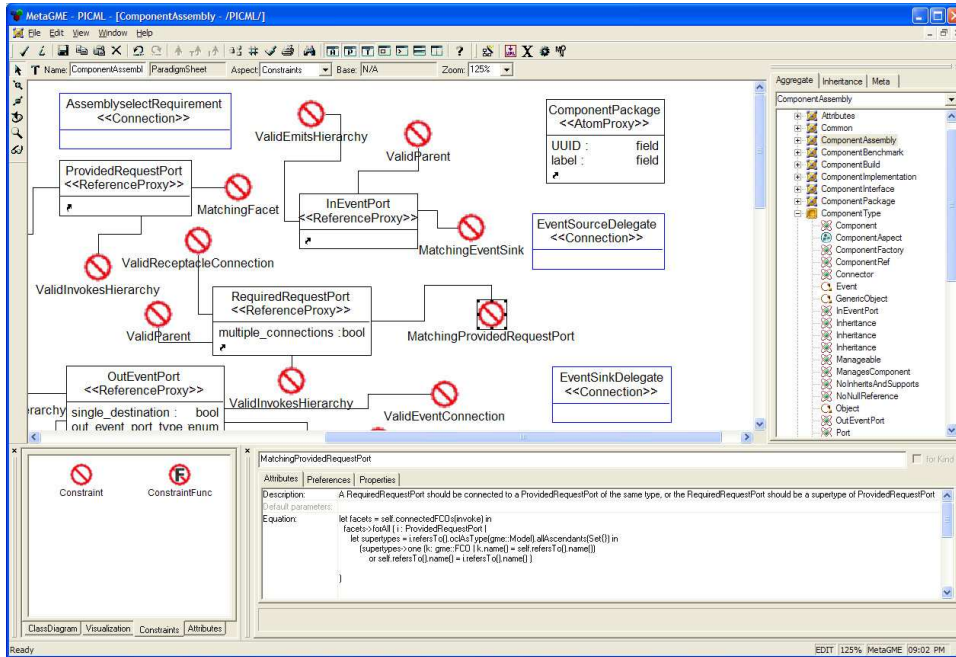 MetaGME - PICML - [ComponentAssembly - /PICML/]
File Edit View Window Help
Name: ComponentAssembl ParadigmSheet Aspect: Constraints Base: N/A Zoom: 125%
AssemblyselectRequirement
<<Connection>>
ValidEmitsHierarchy
ValidParent
ComponentPackage
<<AtomProxy>>
UUID : field
label : field
ProvidedRequestPort
<<ReferenceProxy>>
MatchingFacet
InEventPort
<<ReferenceProxy>>
MatchingEventSink
EventSourceDelegate
<<Connection>>
ValidInvokesHierarchy
ValidReceptacleConnection
RequiredRequestPort
<<ReferenceProxy>>
multiple_connections :bool
ValidParent
MatchingProvidedRequestPort
OutEventPort
<<ReferenceProxy>>
single_destination : bool
out_event_port_type enum
erarchy
ValidInvokesHierarchy
ValidEventConnection
EventSinkDelegate
<<Connection>>
Aggregate Inheritance Meta
ComponentAssembly
Attributes
Common
ComponentAssembly
ComponentBenchmark
ComponentBuild
ComponentImplementation
ComponentInterface
ComponentPackage
ComponentType
Component
ComponentAspect
ComponentFactory
ComponentRef
Connector
Event
GenericObject
InEventPort
Inheritance
Inheritance
Inheritance
Manageable
ManagesComponent
NoInheritsAndSupports
NoNullReference
Object
OutEventPort
Port
Constraint
ConstraintFunc
ClassDiagram Visualization Constraints Attributes
MatchingProvidedRequestPort
for Kind
Attributes Preferences Properties
Description: A RequiredRequestPort should be connected to a ProvidedRequestPort of the same type, or the RequiredRequestPort should be a supertype of ProvidedRequestPort
Default parameters:
Equation: let facets = self.connectedFCOs(invoke) in
facets->forAll ( i : ProvidedRequestPort |
let supertypes = i.refersTo().oclAsType(gme::Model).allAscendants(Set{}) in
(supertypes->one (k: gme::FCO | k.name() = self.refersTo().name())
or self.refersTo().name() = i.refersTo().name() )
)
Ready
EDIT 125% MetaGME 09:02 PM